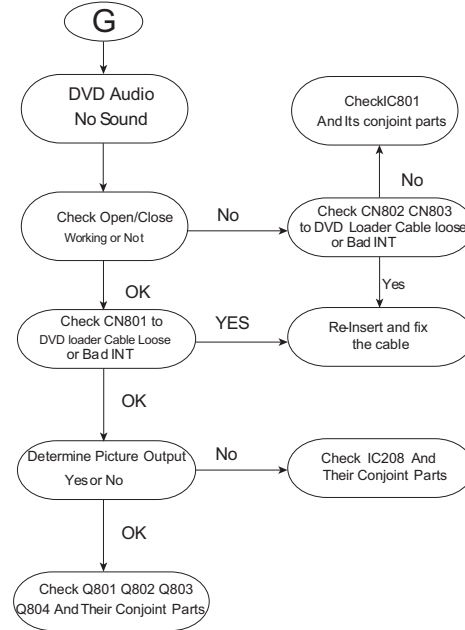 G
DVD Audio
No Sound
CheckIC801
And Its conjoint parts
No
Check Open/Close
Working or Not
No
Check CN802 CN803
to DVD Loader Cable loose
or Bad INT
OK
Yes
Check CN801 to
DVD loader Cable Loose
or Bad INT
YES
Re-Insert and fix
the cable
OK
Determine Picture Output
Yes or No
No
Check IC208 And
Their Conjoint Parts
OK
Check Q801 Q802 Q803
Q804 And Their Conjoint Parts